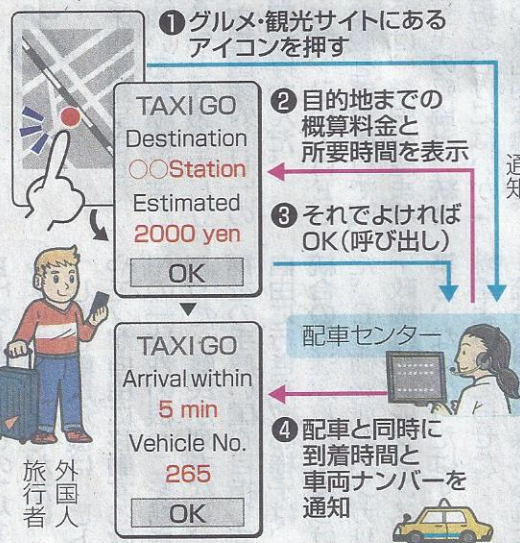 ❶グルメ・観光サイトにある
アイコンを押す
TAXI GO
Destination
○○Station
Estimated
2000 yen
OK
❷目的地までの
概算料金と
所要時間を表示
通知
❸それでよければ
OK(呼び出し)
配車センター
TAXI GO
Arrival within
5 min
Vehicle No.
265
OK
❹配車と同時に
到着時間と
車両ナンバーを
通知
外国人
旅行者